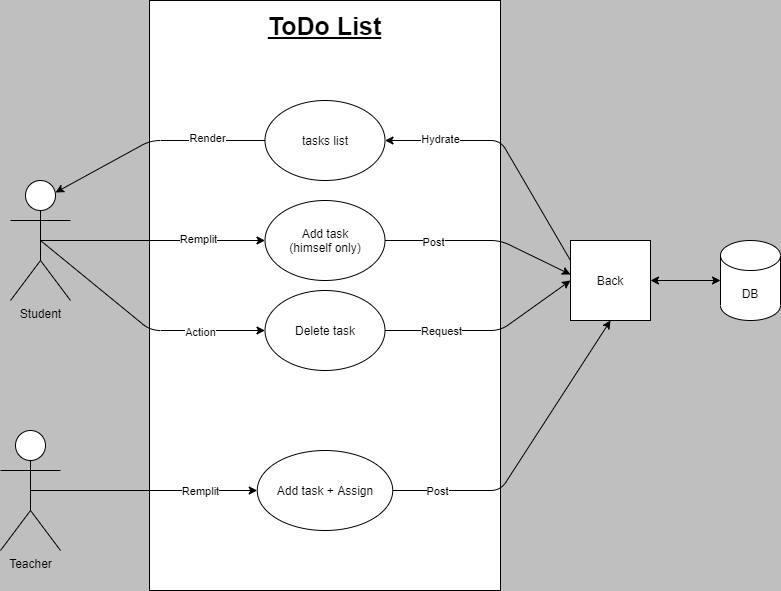 ToDo List
Render
tasks list
Hydrate
Remplit
Add task
(himself only)
Post
Back
DB
Student
Action
Delete task
Request
Remplit
Add task + Assign
Post
Teacher